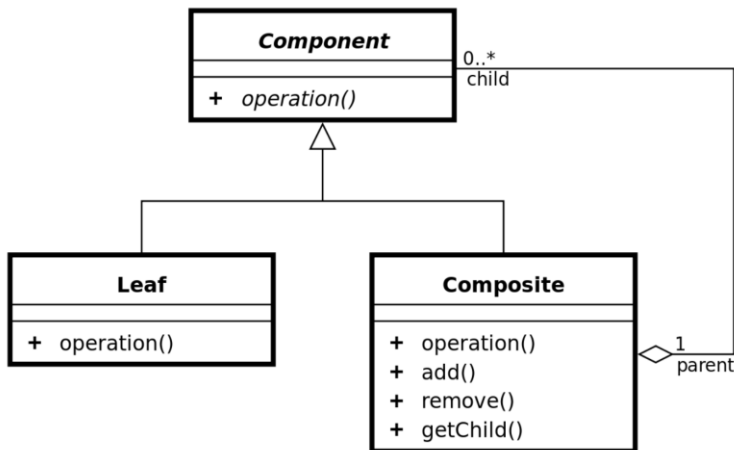 Component
+ operation()
0..*
child
Leaf
+ operation()
Composite
+ operation()
+ add()
+ remove()
+ getChild()
1
parent